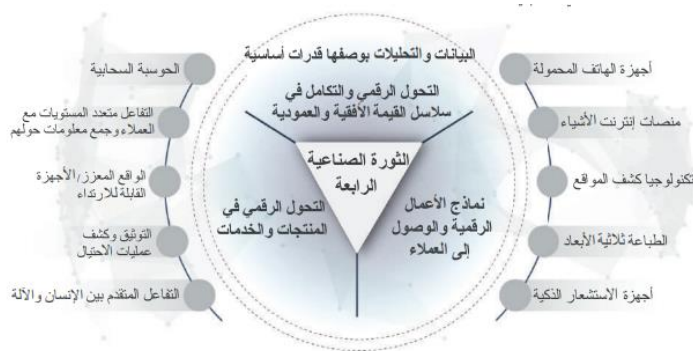 البيانات والتحليلات بوصفها قدرات أساسية
التحول الرقمي والتكامل في
سلاسل القيمة الأفقية والعمودية
الثورة الصناعية
الرابعة
نماذج الأعمال
الرقمية والوصول
إلى العملاء
التحول الرقمي في
المنتجات والخدمات
أجهزة الهاتف المحمولة
منصات إنترنت الأشياء
تكنولوجيا كشف المواقع
الطباعة ثلاثية الأبعاد
أجهزة الاستشعار الذكية
الحوسبة السحابية
التفاعل متعدد المستويات مع
العملاء وجمع معلومات حولهم
الواقع المعزز/الأجهزة
القابلة للارتداء
التوثيق وكشف
عمليات الاحتيال
التفاعل المتقدم بين الإنسان والآلة